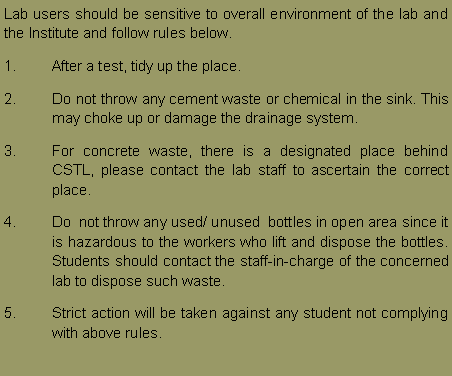 Lab users should be sensitive to overall environment of the lab and
the Institute and follow rules below.
1. After a test, tidy up the place.
2. Do not throw any cement waste or chemical in the sink. This
may choke up or damage the drainage system.
3. For concrete waste, there is a designated place behind
CSTL, please contact the lab staff to ascertain the correct
place.
4. Do not throw any used/ unused bottles in open area since it
is hazardous to the workers who lift and dispose the bottles.
Students should contact the staff-in-charge of the concerned
lab to dispose such waste.
5. Strict action will be taken against any student not complying
with above rules.